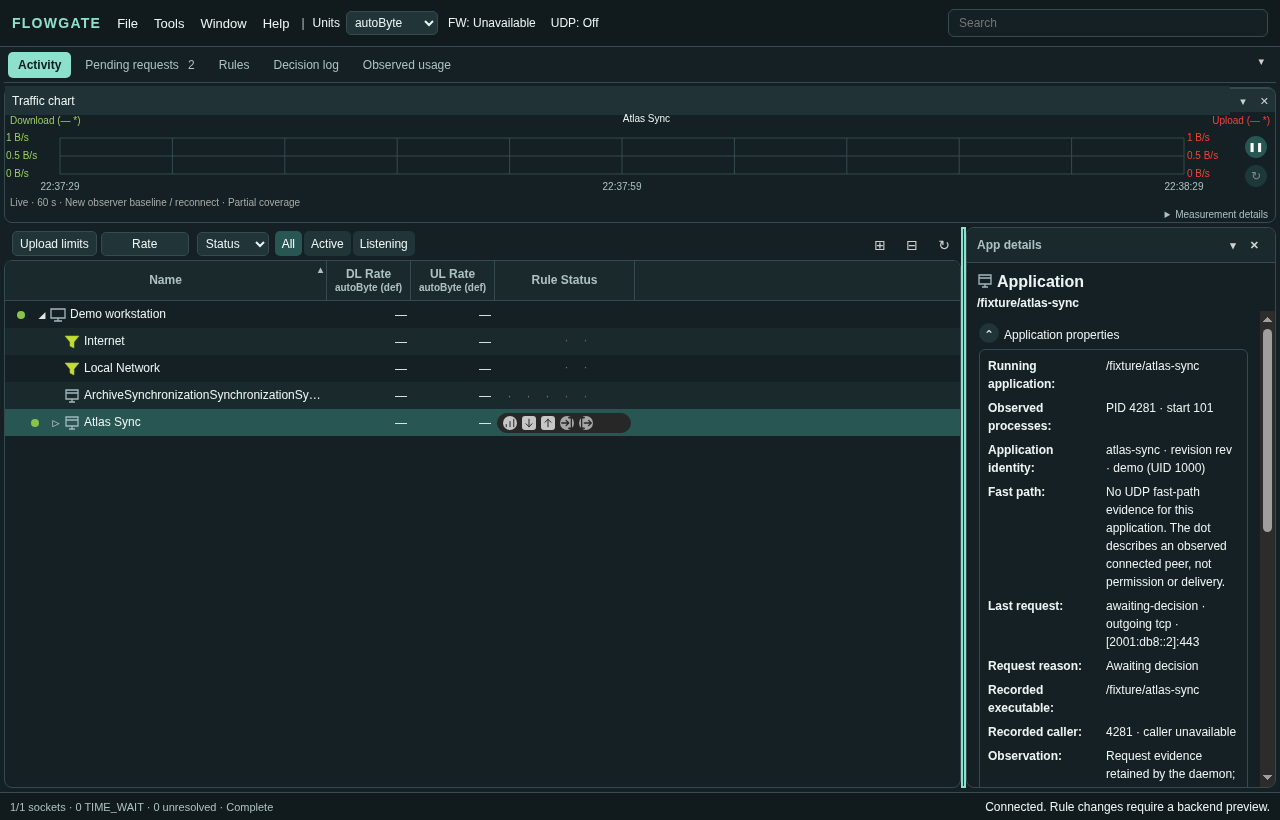 FLOWGATE File Tools Window Help | Units autoByte FW: Unavailable UDP: Off Search
Activity Pending requests 2 Rules Decision log Observed usage
Traffic chart
Download (— *) Atlas Sync Upload (— *)
1 B/s 1 B/s
0.5 B/s 0.5 B/s
0 B/s 0 B/s
22:37:29 22:37:59 22:38:29
Live · 60 s · New observer baseline / reconnect · Partial coverage
Measurement details
Upload limits Rate Status All Active Listening
Name DL Rate UL Rate Rule Status
autoByte (def) autoByte (def)
Demo workstation — —
Internet — —
Local Network — —
ArchiveSynchronizationSynchronizationSy… — —
Atlas Sync — —
App details
Application
/fixture/atlas-sync
Application properties
Running application: /fixture/atlas-sync
Observed processes: PID 4281 · start 101
Application identity: atlas-sync · revision rev · demo (UID 1000)
Fast path: No UDP fast-path
evidence for this
application. The dot
describes an observed
connected peer, not
permission or delivery.
Last request: awaiting-decision ·
outgoing tcp ·
[2001:db8::2]:443
Request reason: Awaiting decision
Recorded executable: /fixture/atlas-sync
Recorded caller: 4281 · caller unavailable
Observation: Request evidence
retained by the daemon;
1/1 sockets · 0 TIME_WAIT · 0 unresolved · Complete
Connected. Rule changes require a backend preview.